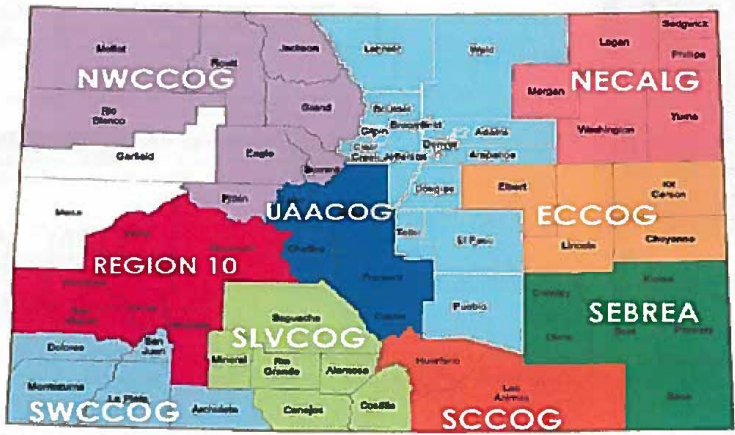 Moffat
Routt
Jackson
Larimer
Weld
Logan
Sedgwick
Phillips
NWCCOG
NECALG
Morgan
Rio
Blanco
Grand
Boulder
Gilpin
Broomfield
Adams
Washington
Yuma
Garfield
Eagle
Summit
Clear
Creek
Jefferson
Denver
Arapahoe
Pitkin
Douglas
Elbert
Kit
Carson
Mesa
UAACOG
ECCOG
Teller
El Paso
Lincoln
Cheyenne
REGION 10
Chaffee
Fremont
Custer
Pueblo
Crowley
Kiowa
SEBREA
Otero
Bent
Prowers
Saguache
SLVCOG
Dolores
San
Juan
Mineral
Rio
Grande
Alamosa
Huerfano
Montezuma
La Plata
Archuleta
Conejos
Costilla
Las
Animas
Baca
SWCCOG
SCCOG